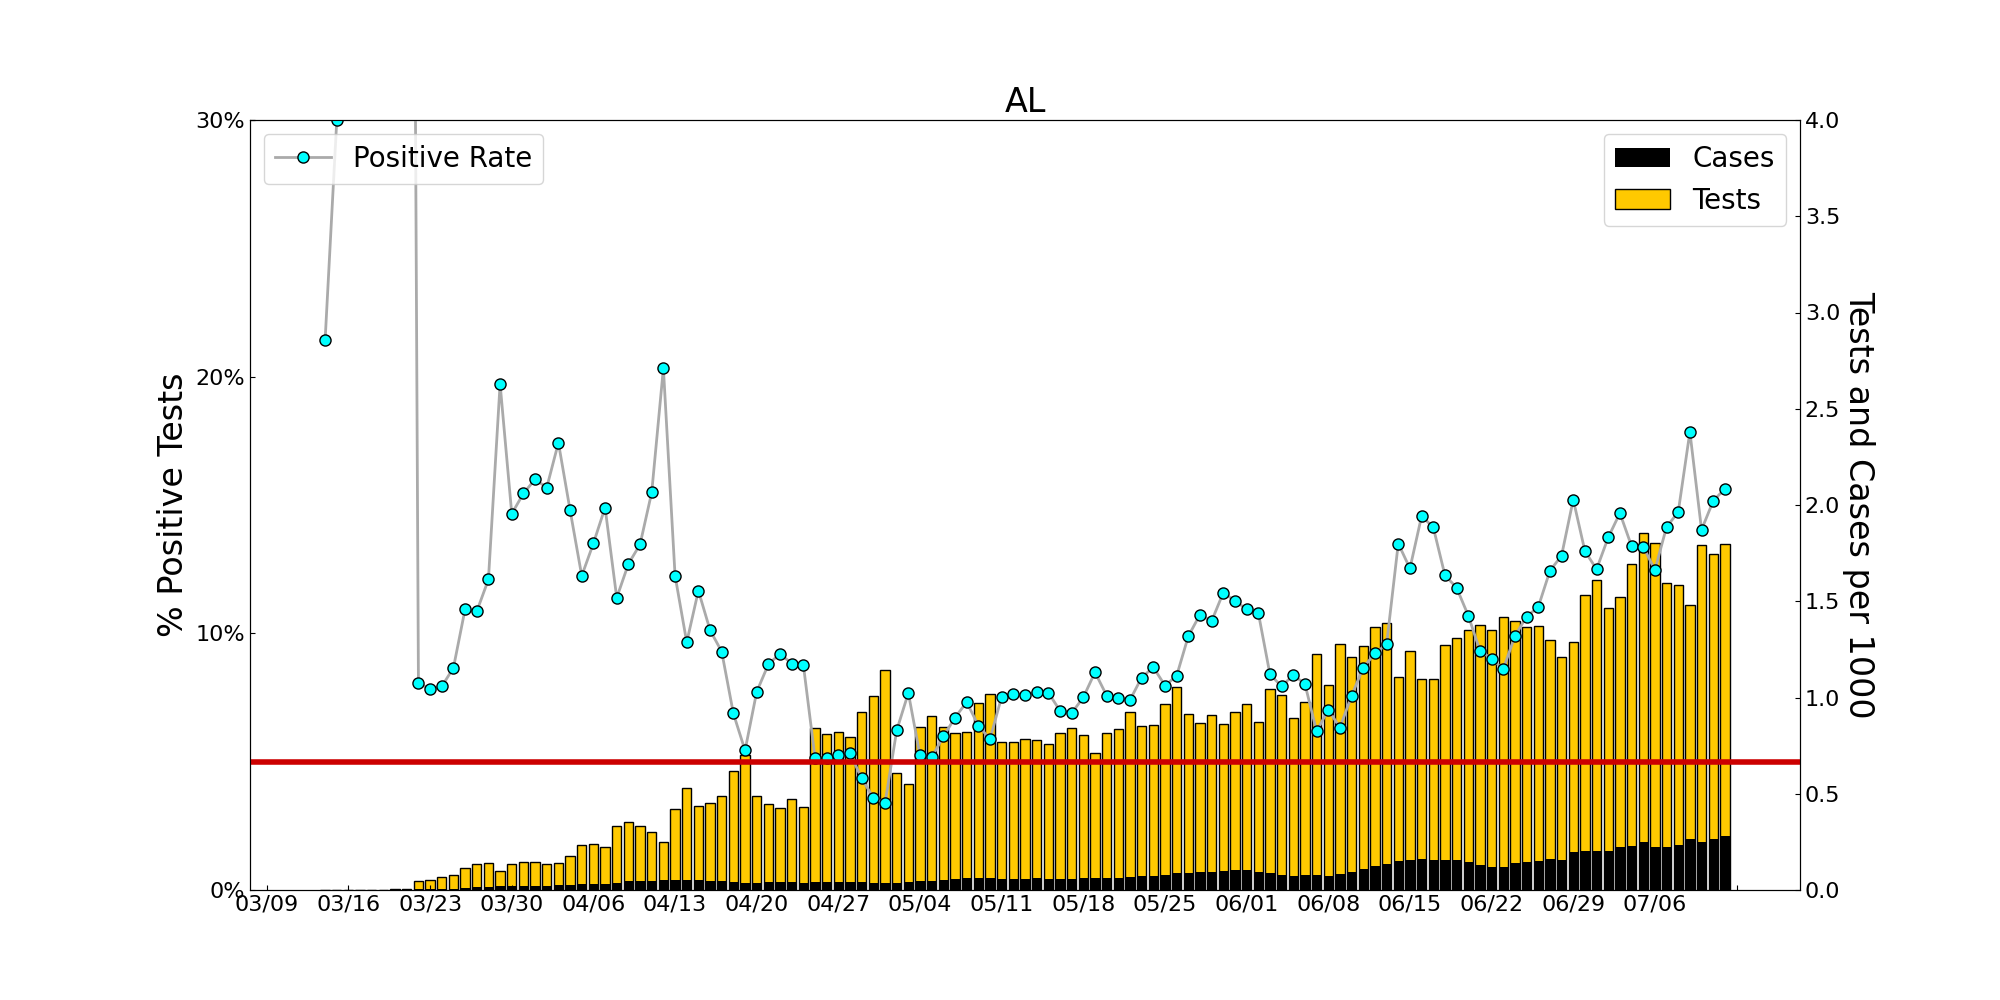 AL
30%
20%
10%
0%
% Positive Tests
Positive Rate
Cases
Tests
4.0
3.5
3.0
2.5
2.0
1.5
1.0
0.5
0.0
Tests and Cases per 1000
03/09 03/16 03/23 03/30 04/06 04/13 04/20 04/27 05/04 05/11 05/18 05/25 06/01 06/08 06/15 06/22 06/29 07/06